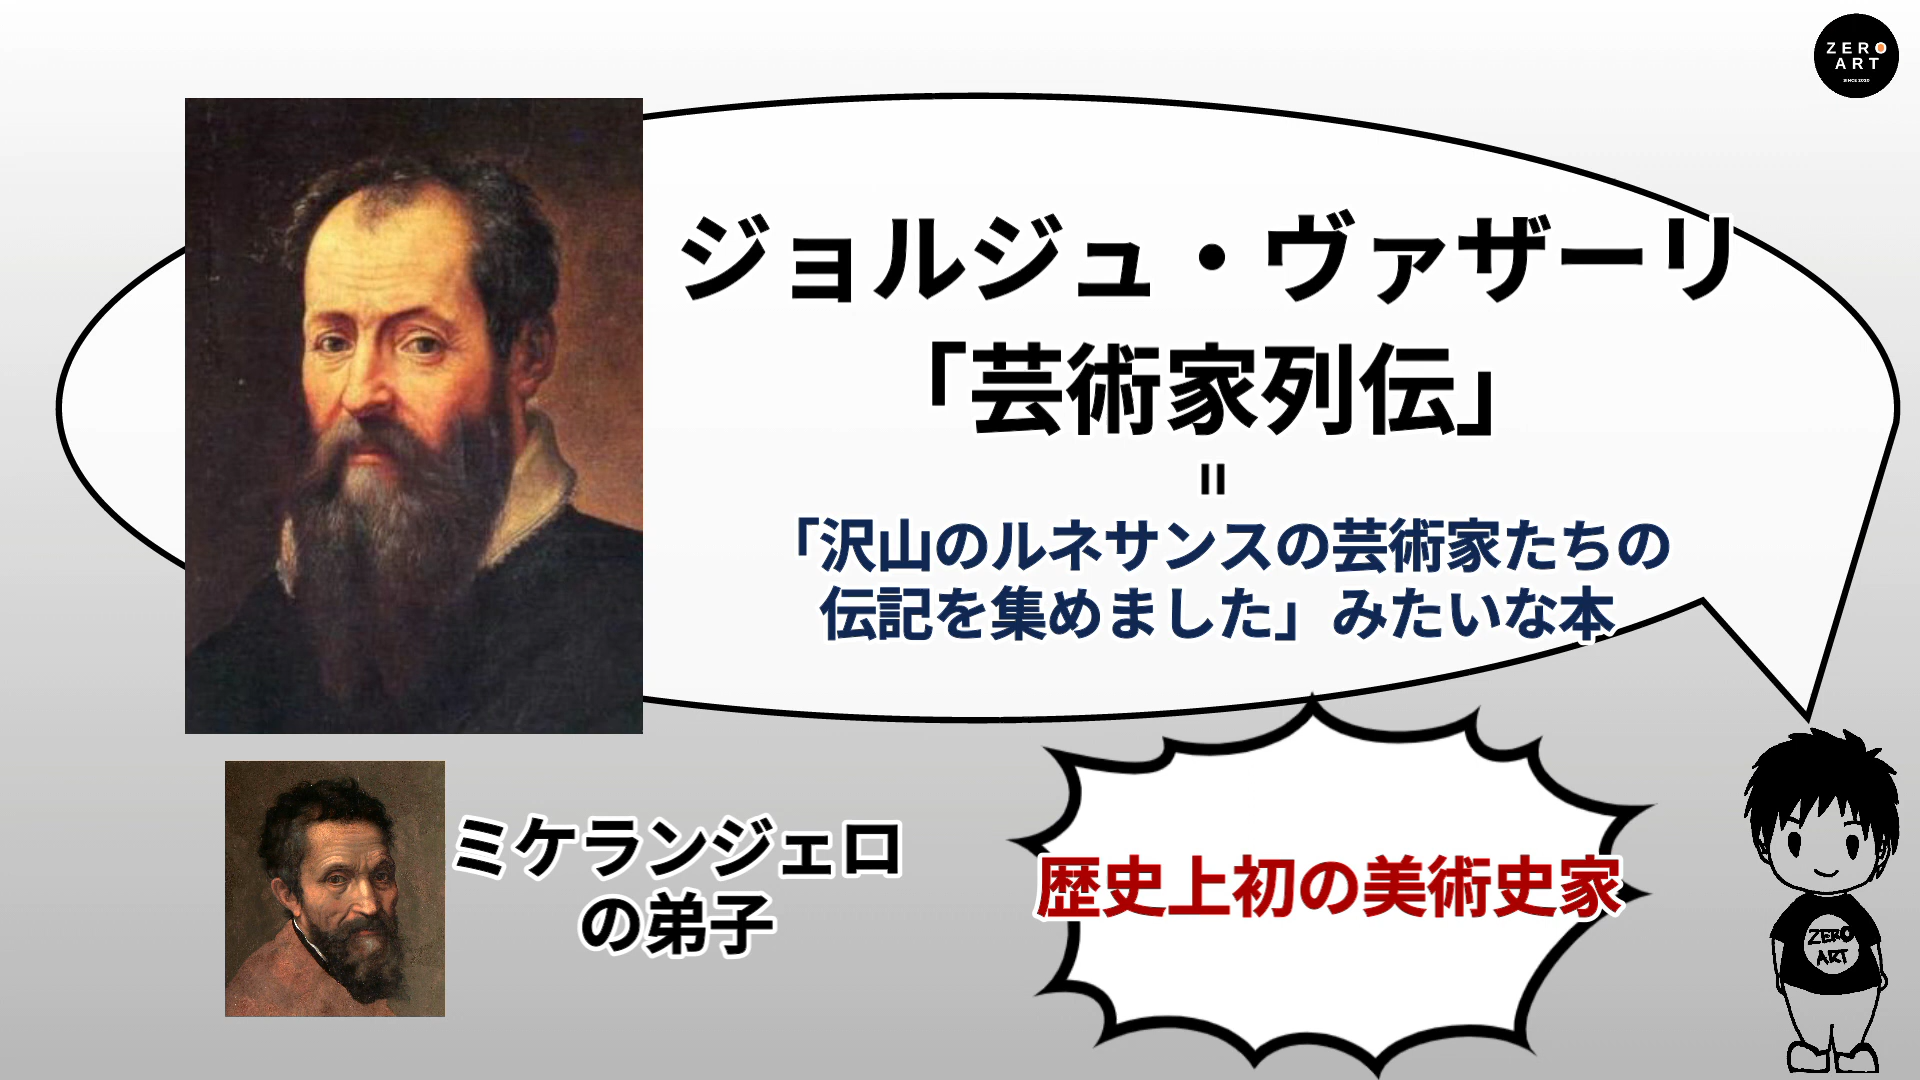 ZERO
ART
SINCE 2020
ジョルジュ・ヴァザーリ
「芸術家列伝」
=
「沢山のルネサンスの芸術家たちの
伝記を集めました」みたいな本
ミケランジェロ
の弟子
歴史上初の美術史家
ZERO
ART